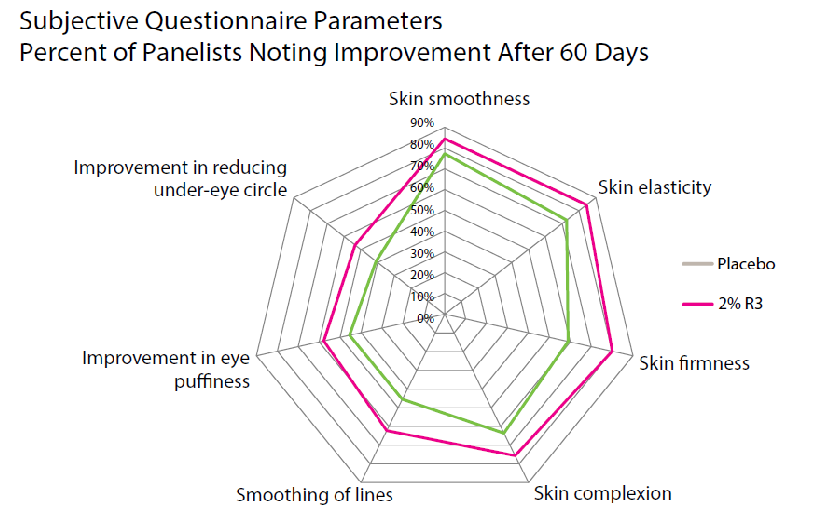 Subjective Questionnaire Parameters
Percent of Panelists Noting Improvement After 60 Days
Skin smoothness
90%
80%
70%
60%
50%
40%
30%
20%
10%
0%
Improvement in reducing
under-eye circle
Skin elasticity
Placebo
2% R3
Improvement in eye
puffiness
Skin firmness
Smoothing of lines
Skin complexion